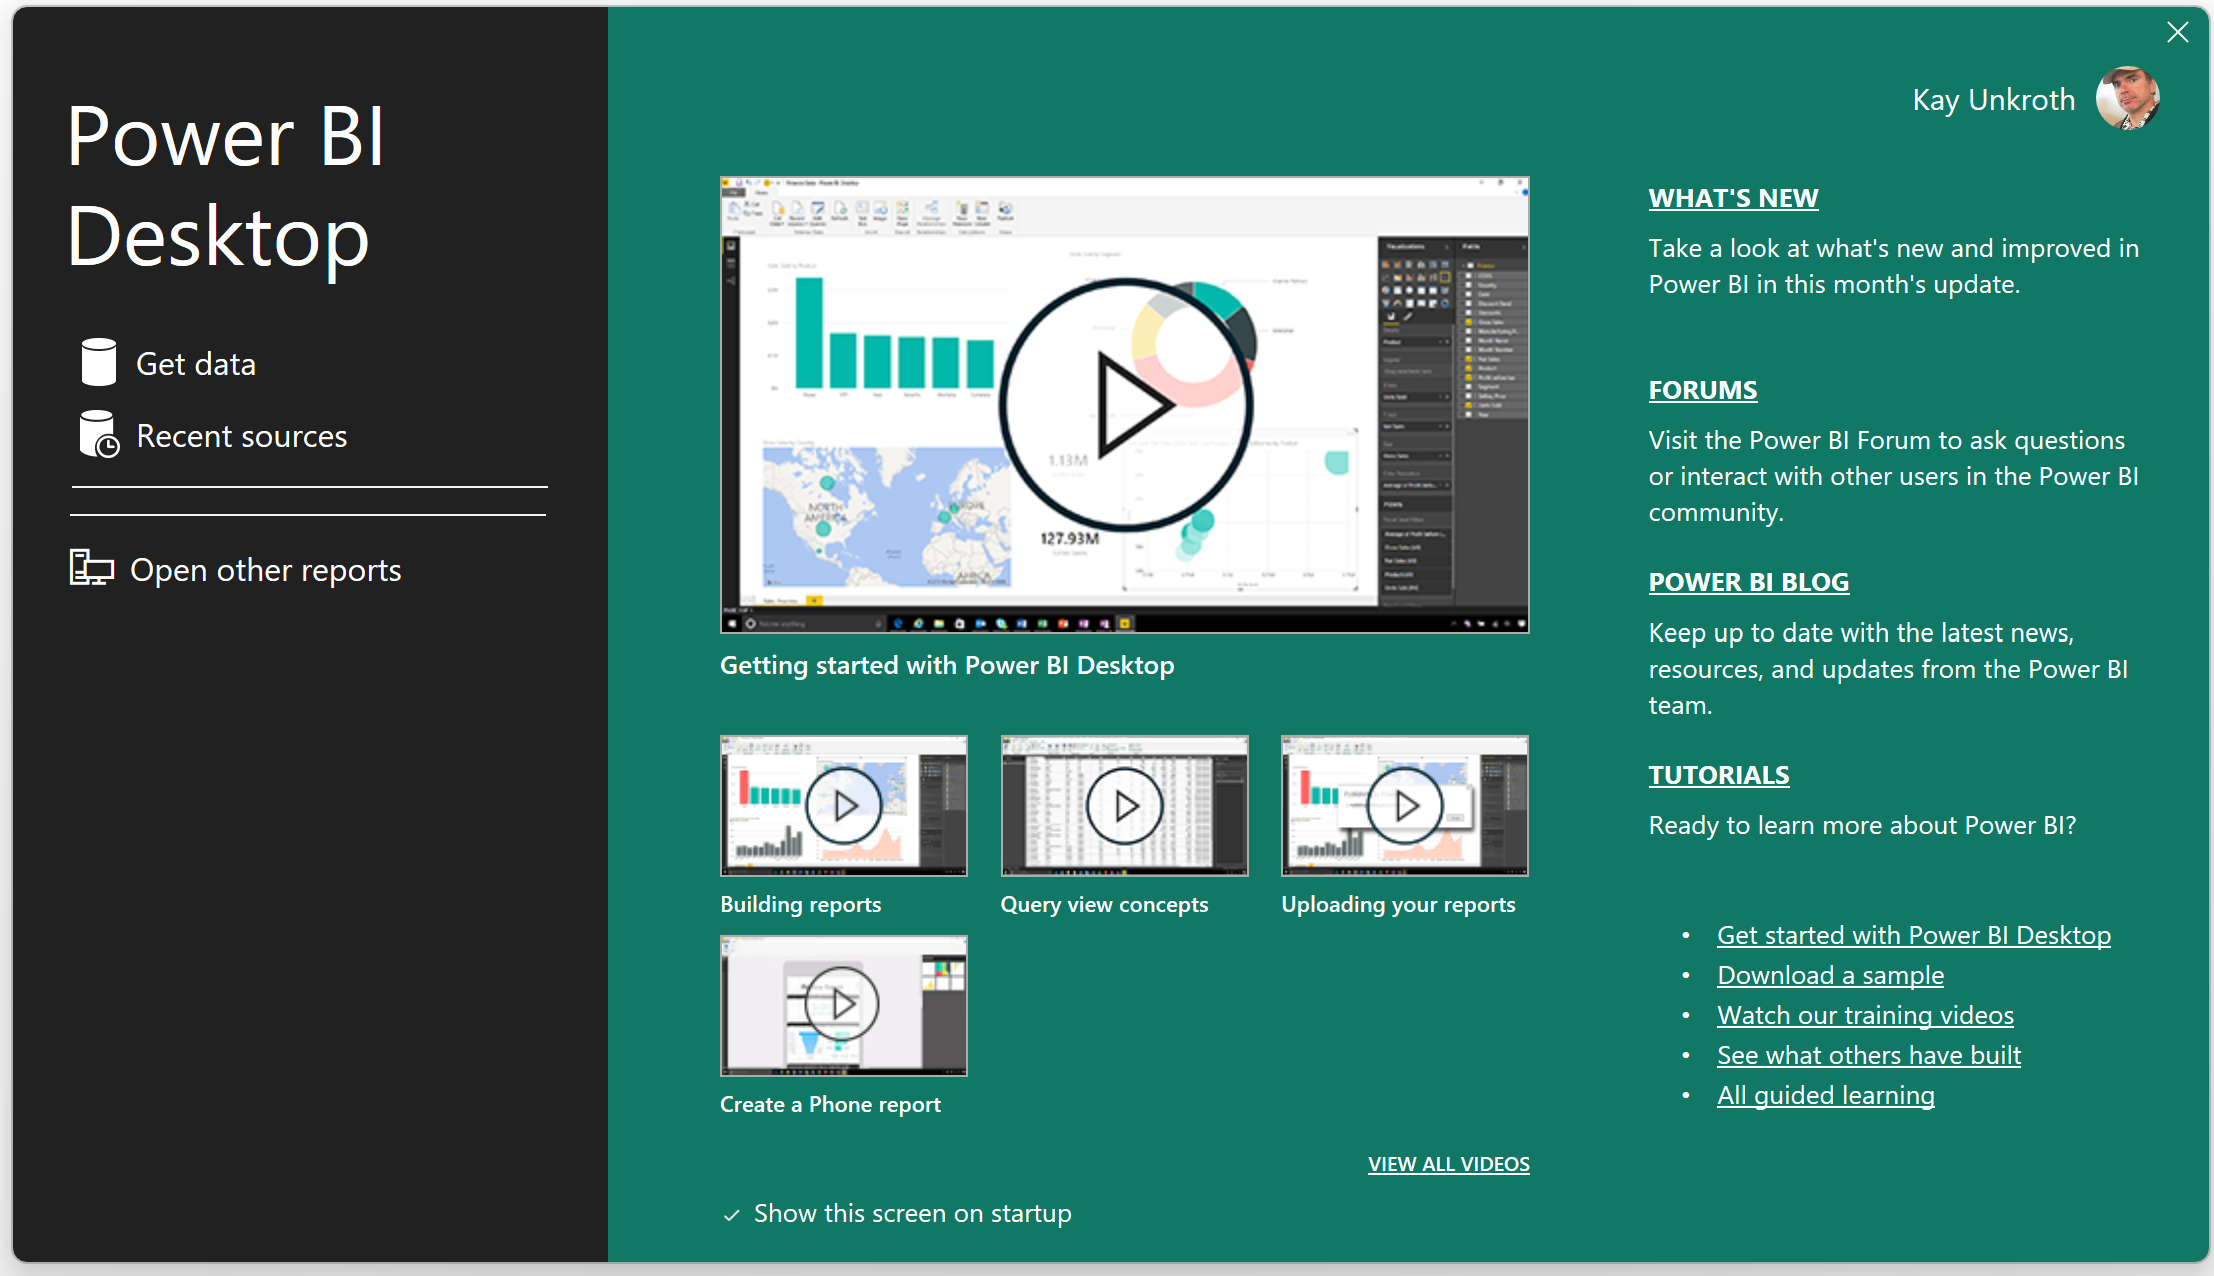 Power BI
Desktop
Get data
Recent sources
Open other reports
Kay Unkroth
NORTH
AMERICA
EUROPE
AFRICA
1.13M
127.93M
Getting started with Power BI Desktop
Building reports
Query view concepts
Uploading your reports
Create a Phone report
VIEW ALL VIDEOS
Show this screen on startup
WHAT'S NEW
Take a look at what's new and improved in
Power BI in this month's update.
FORUMS
Visit the Power BI Forum to ask questions
or interact with other users in the Power BI
community.
POWER BI BLOG
Keep up to date with the latest news,
resources, and updates from the Power BI
team.
TUTORIALS
Ready to learn more about Power BI?
• Get started with Power BI Desktop
• Download a sample
• Watch our training videos
• See what others have built
• All guided learning